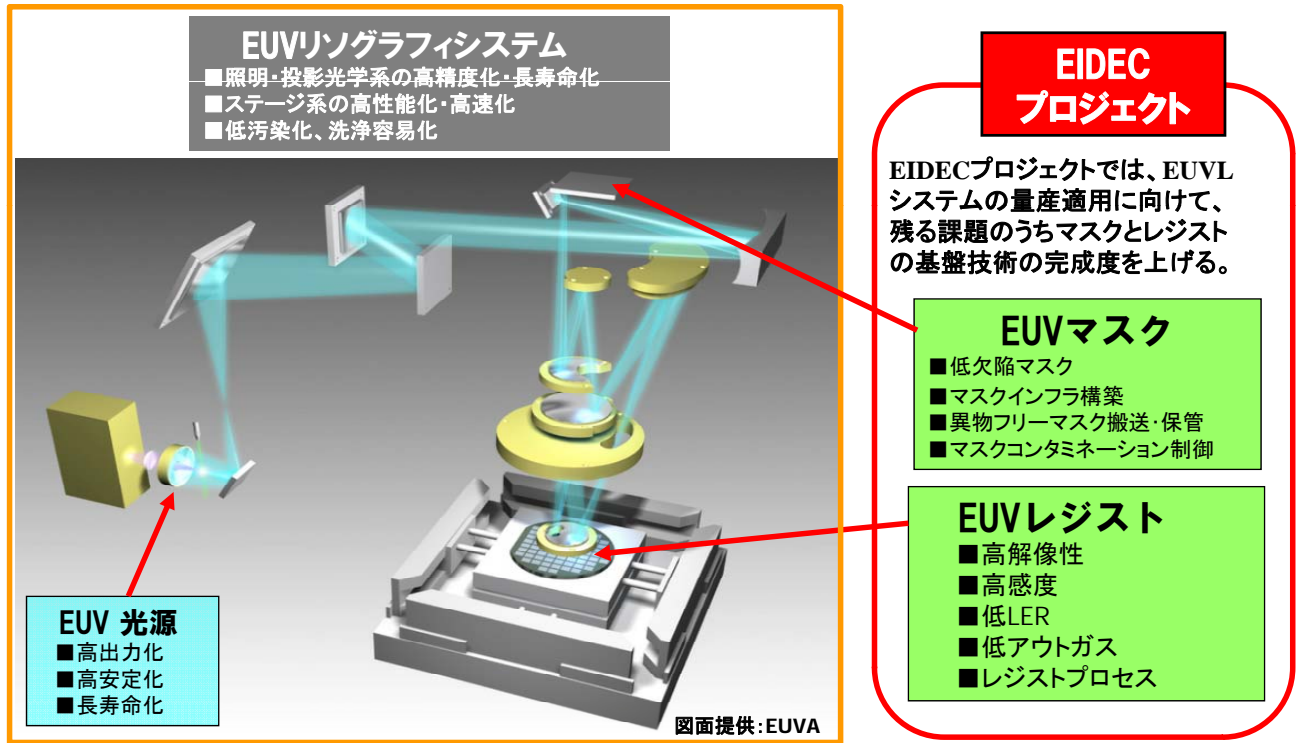 EUVリソグラフィシステム
■照明・投影光学系の高精度化・長寿命化
■ステージ系の高性能化・高速化
■低汚染化、洗浄容易化
EUV 光源
■高出力化
■高安定化
■長寿命化
図面提供：EUVA
EIDEC
プロジェクト
EIDECプロジェクトでは、EUVL
システムの量産適用に向けて、
残る課題のうちマスクとレジスト
の基盤技術の完成度を上げる。
EUVマスク
■低欠陥マスク
■マスクインフラ構築
■異物フリーマスク搬送・保管
■マスクコンタミネーション制御
EUVレジスト
■高解像性
■高感度
■低LER
■低アウトガス
■レジストプロセス